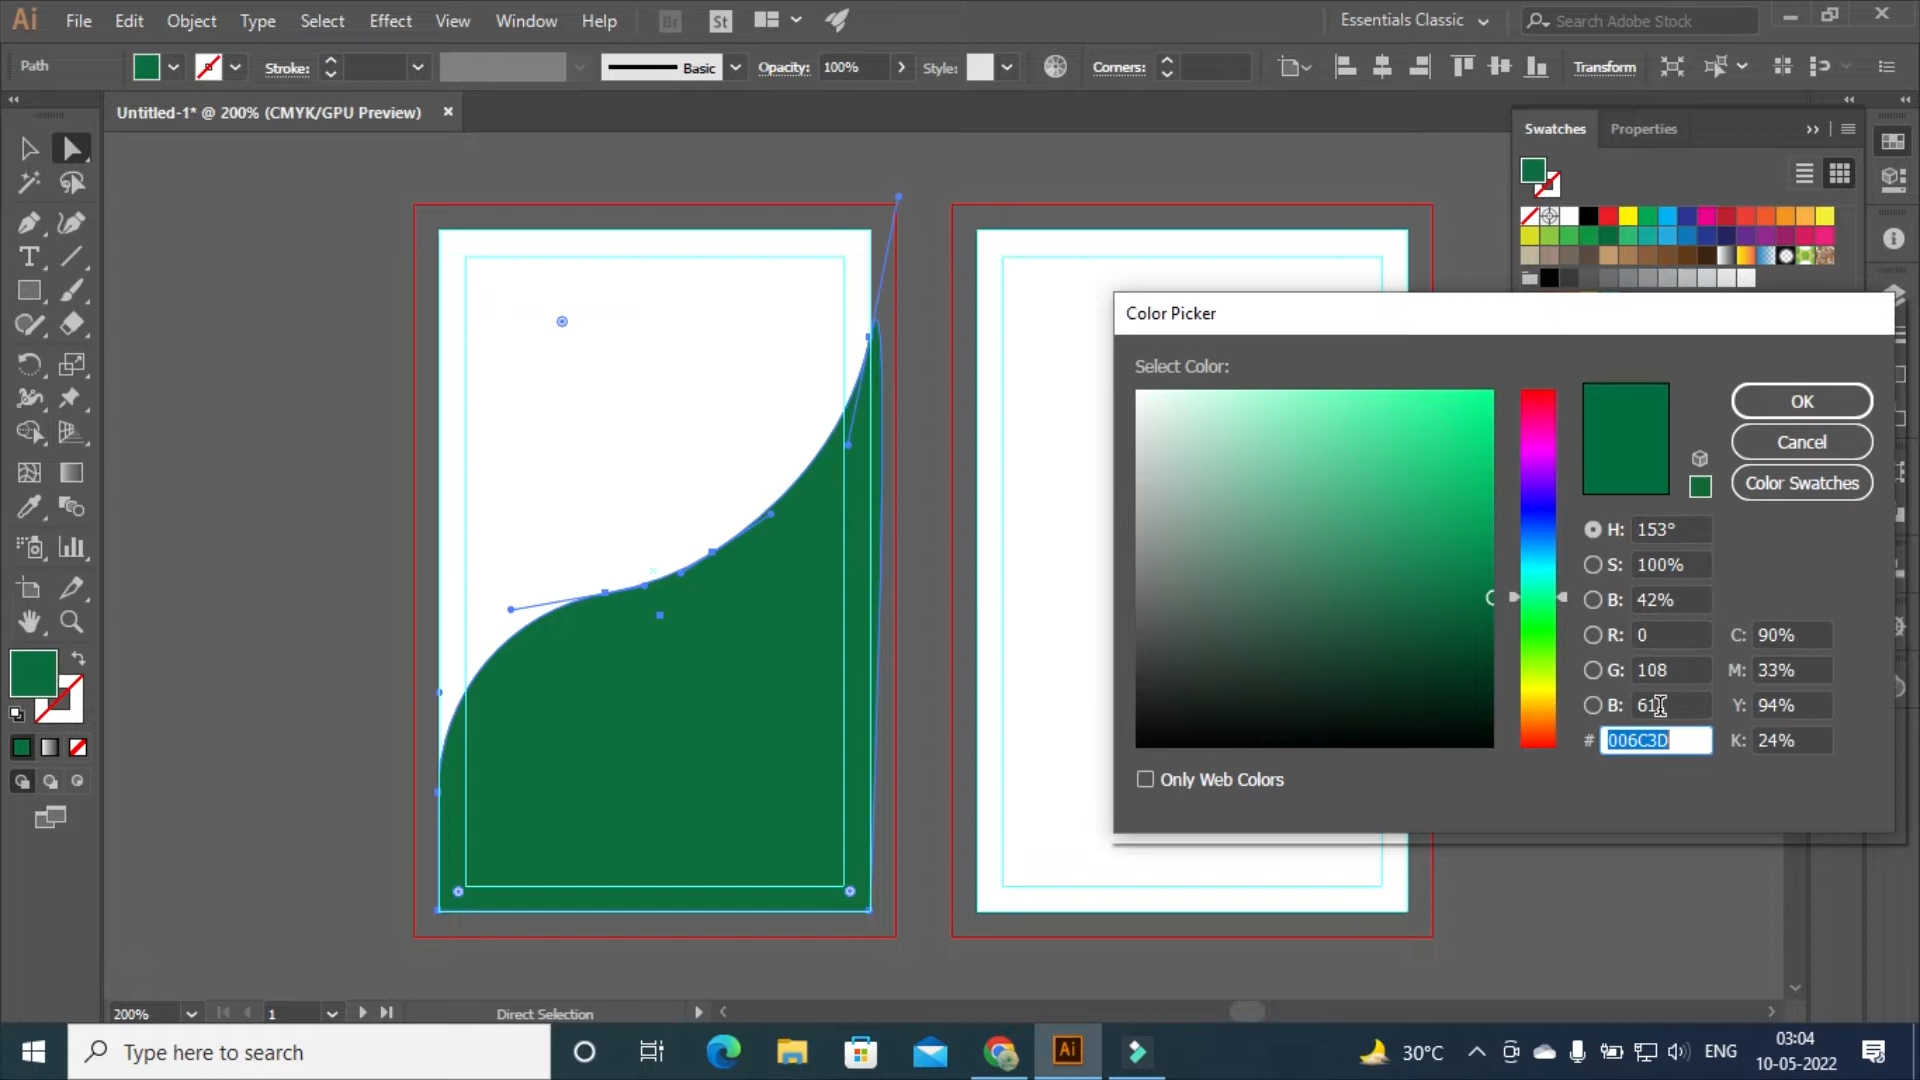 Ai File Edit Object Type Select Effect View Window Help Br St Essentials Classic Search Adobe Stock
Path Stroke: Basic Opacity: 100% Style: Corners: Transform
Untitled-1* @ 200% (CMYK/GPU Preview)
Swatches Properties
Color Picker
Select Color:
OK
Cancel
Color Swatches
H: 153°
S: 100%
B: 42%
R: 0 C: 90%
G: 108 M: 33%
B: 61 Y: 94%
# 006C3D K: 24%
Only Web Colors
200% 1 Direct Selection
Type here to search
Ai
30°C ENG
03:04
10-05-2022